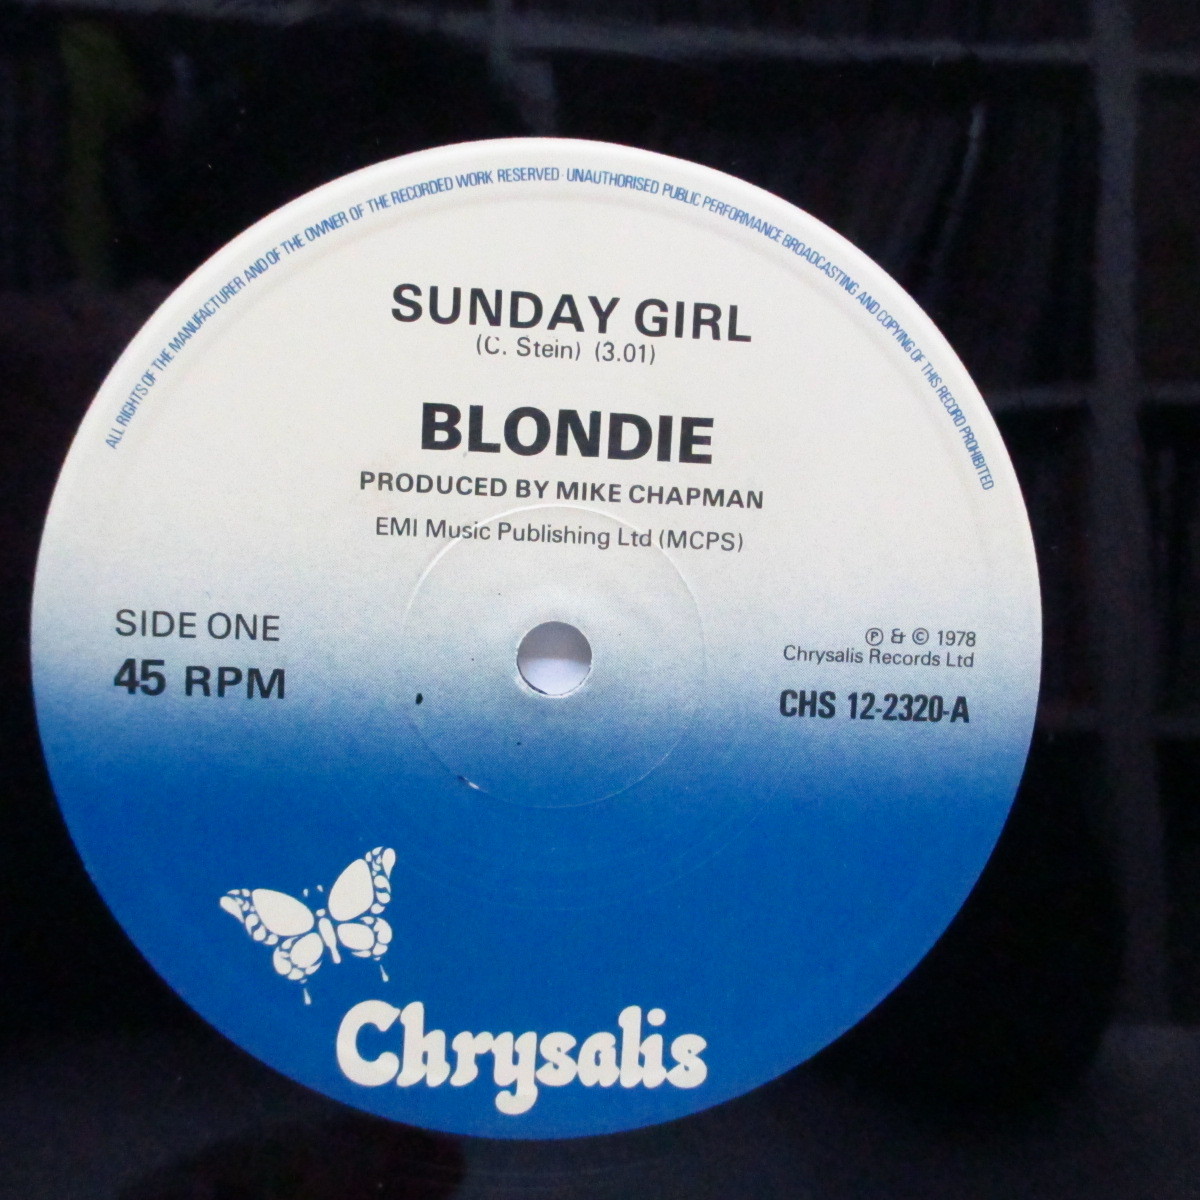 ALL RIGHTS OF THE MANUFACTURER AND OF THE OWNER OF THE RECORDED WORK RESERVED · UNAUTHORISED PUBLIC PERFORMANCE BROADCASTING AND COPYING OF THIS RECORD PROHIBITED
SUNDAY GIRL
(C. Stein) (3.01)
BLONDIE
PRODUCED BY MIKE CHAPMAN
EMI Music Publishing Ltd (MCPS)
SIDE ONE
45 RPM
℗ & © 1978
Chrysalis Records Ltd
CHS 12-2320-A
Chrysalis